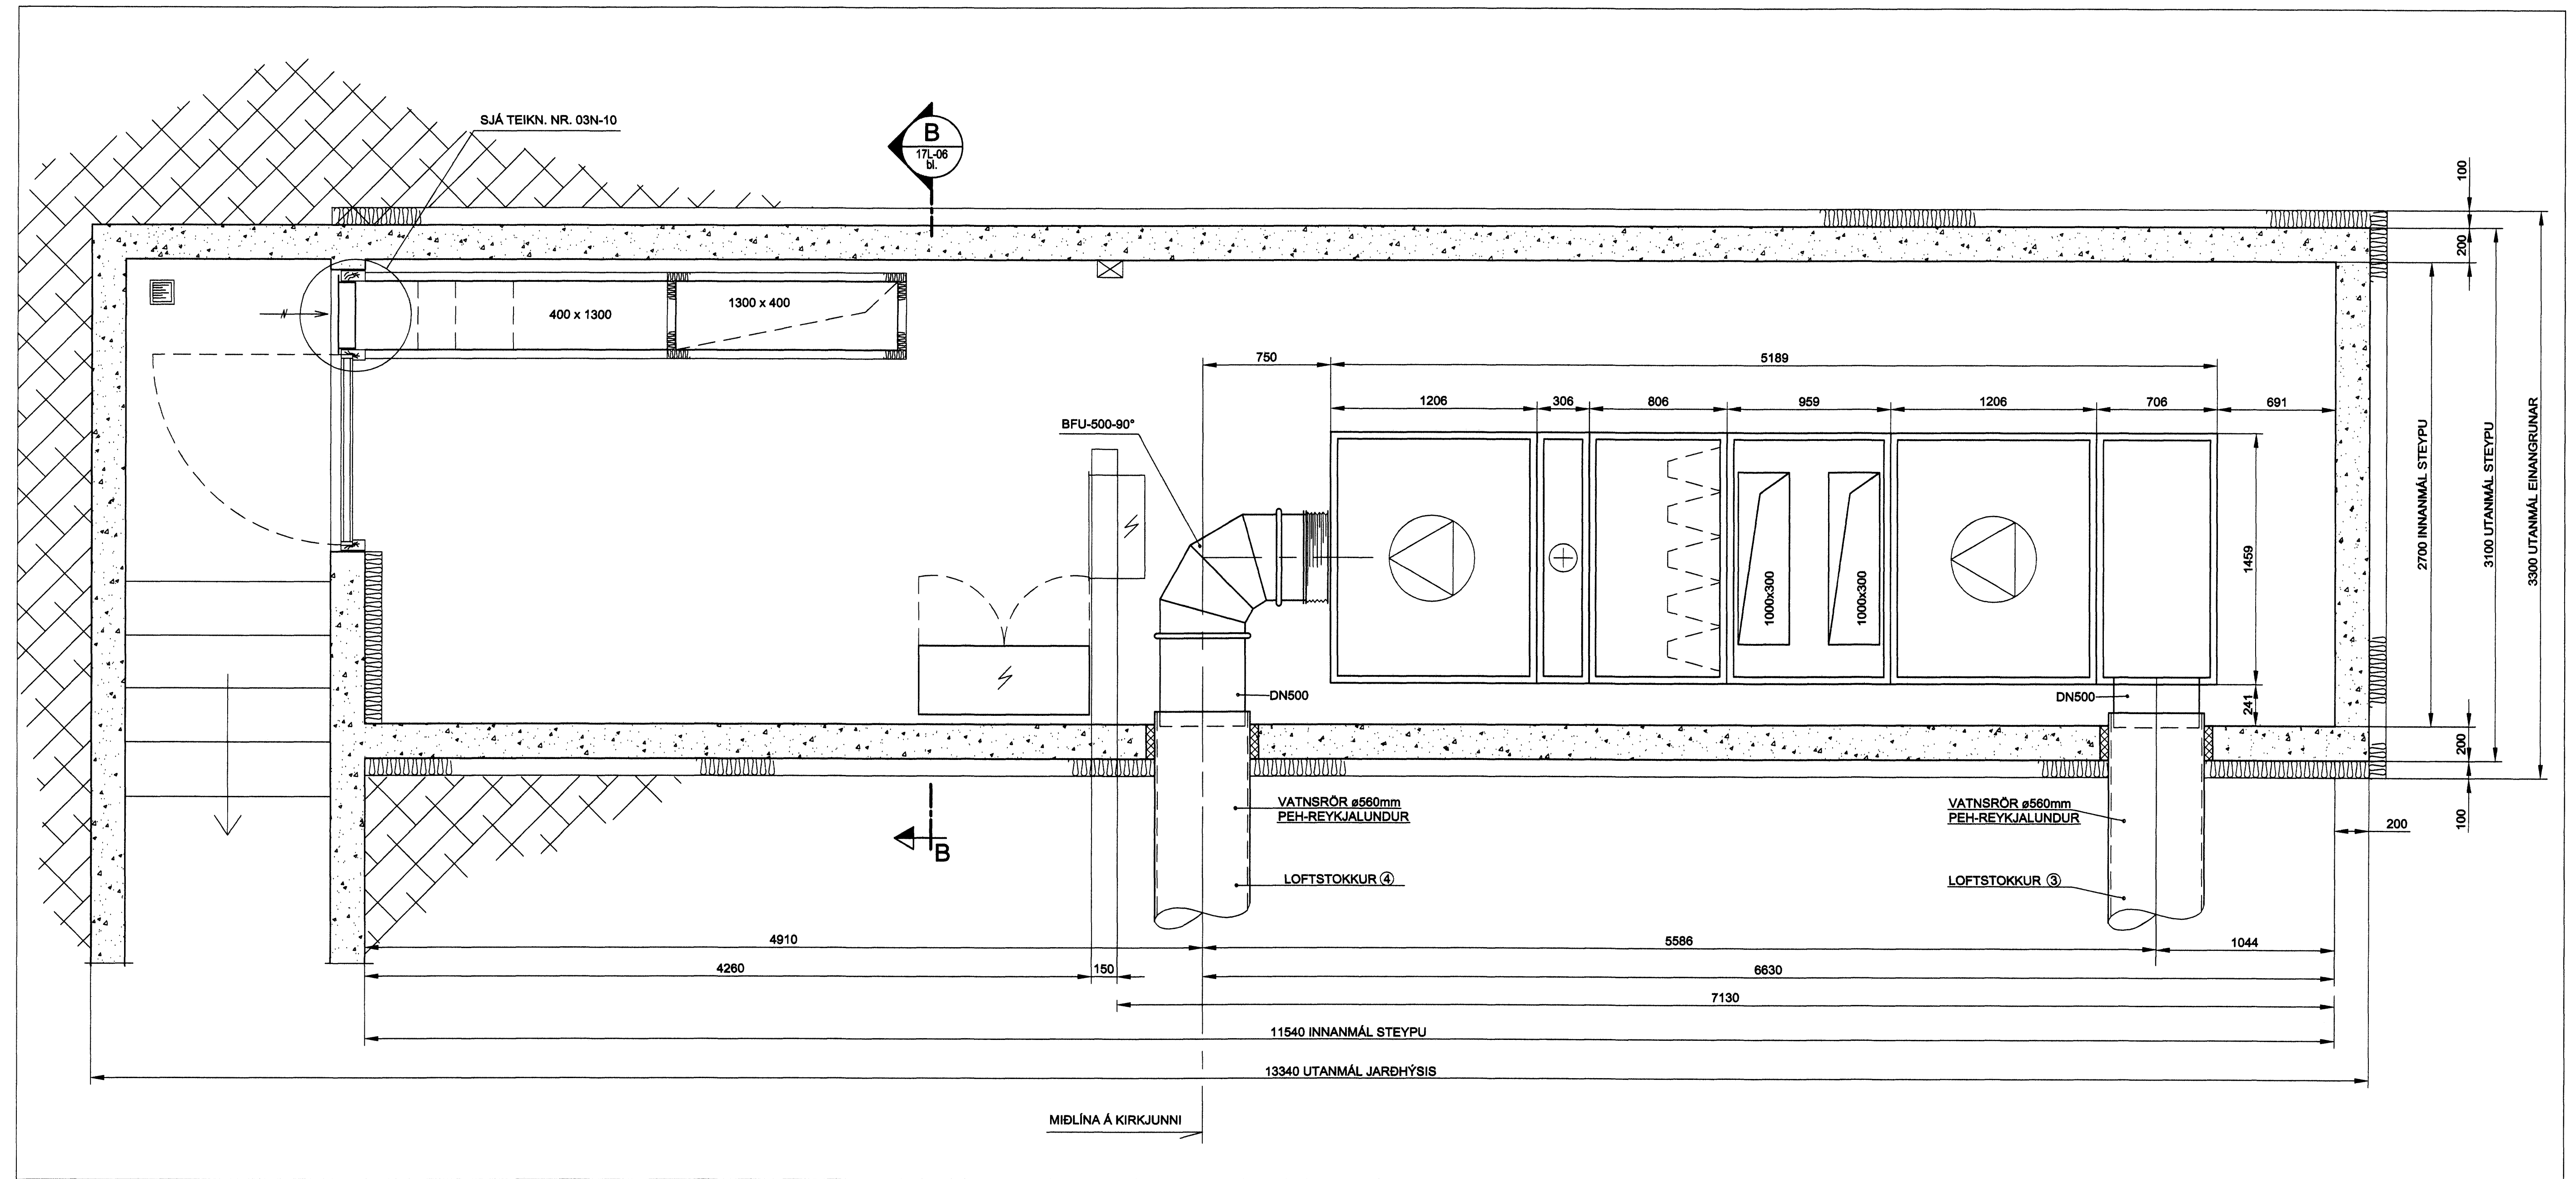 SJÁ TEIKN. NR. 03N-10
B
17L-06
bl.
100
200
400 x 1300
1300 x 400
750
5189
1206
306
806
959
1206
706
691
BFU-500-90°
1000x300
1000x300
1459
241
2700 INNANMÁL STEYPU
3100 UTANMÁL STEYPU
3300 UTANMÁL EINANGRUNAR
DN500
DN500
200
100
200
VATNSRÖR ø560mm
PEH-REYKJALUNDUR
VATNSRÖR ø560mm
PEH-REYKJALUNDUR
B
LOFTSTOKKUR 4
LOFTSTOKKUR 3
4910
5586
1044
4260
150
6630
7130
11540 INNANMÁL STEYPU
13340 UTANMÁL JARÐHÝSIS
MIÐLÍNA Á KIRKJUNNI